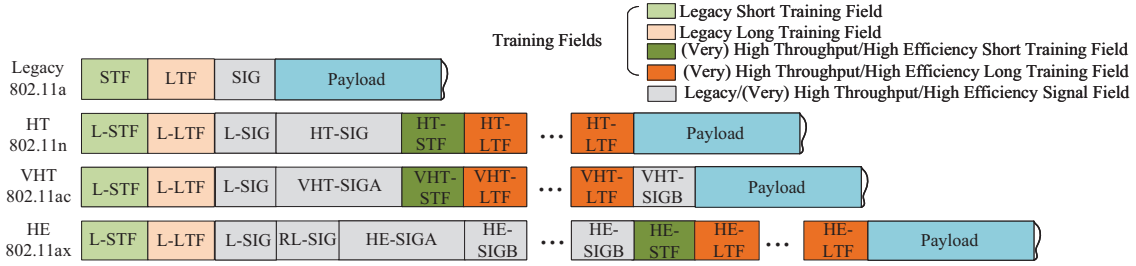 Training Fields
Legacy Short Training Field
Legacy Long Training Field
(Very) High Throughput/High Efficiency Short Training Field
(Very) High Throughput/High Efficiency Long Training Field
Legacy/(Very) High Throughput/High Efficiency Signal Field
Legacy
802.11a
STF LTF SIG Payload
HT
802.11n
L-STF L-LTF L-SIG HT-SIG HT-
STF HT-
LTF ... HT-
LTF Payload
VHT
802.11ac
L-STF L-LTF L-SIG VHT-SIGA VHT-
STF VHT-
LTF ... VHT-
LTF VHT-
SIGB Payload
HE
802.11ax
L-STF L-LTF L-SIG RL-SIG HE-SIGA HE-
SIGB ... HE-
SIGB HE-
STF HE-
LTF ... HE-
LTF Payload